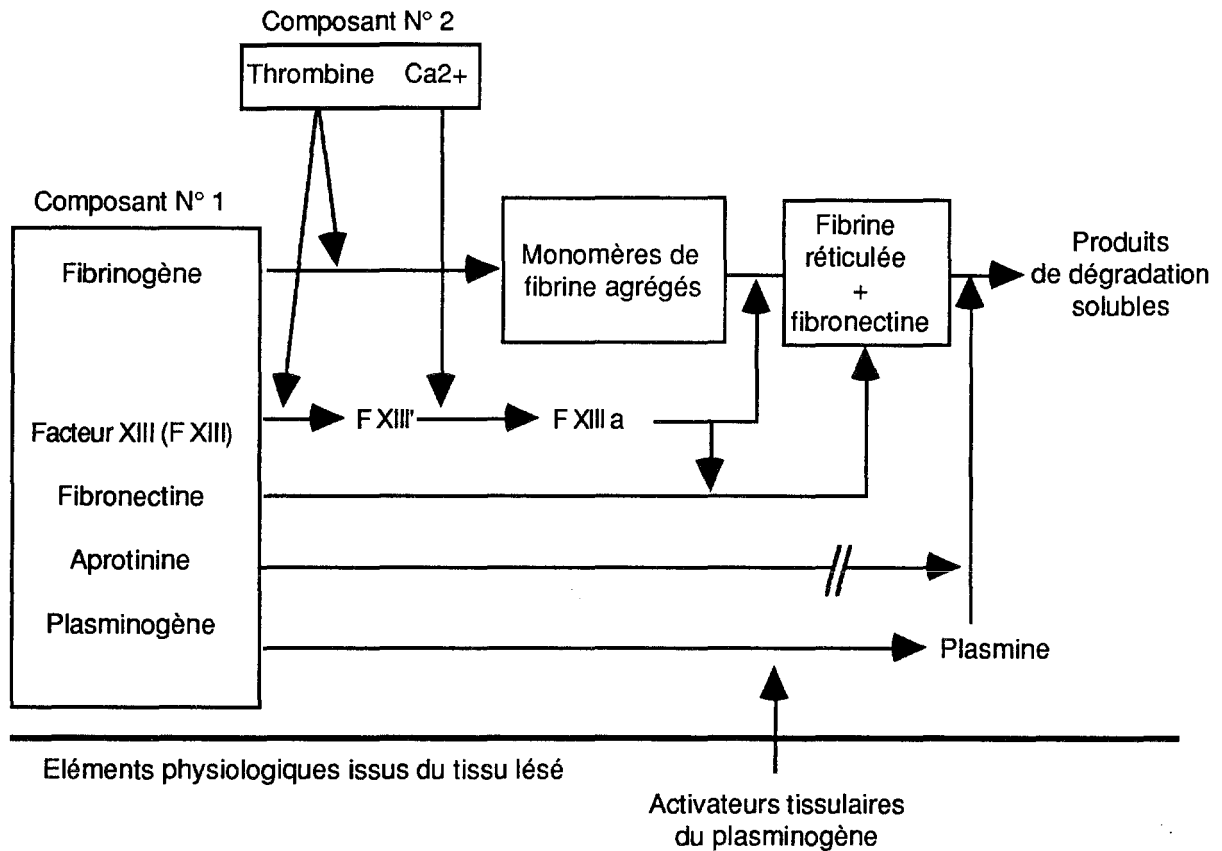 Composant N° 2
Thrombine Ca2+
Composant N° 1
Fibrinogène
Monomères de
fibrine agrégés
Fibrine
réticulée
+
fibronectine
Produits
de dégradation
solubles
Facteur XIII (F XIII)
F XIII'
F XIII a
Fibronectine
Aprotinine
Plasminogène
Plasmine
Eléments physiologiques issus du tissu lésé
Activateurs tissulaires
du plasminogène